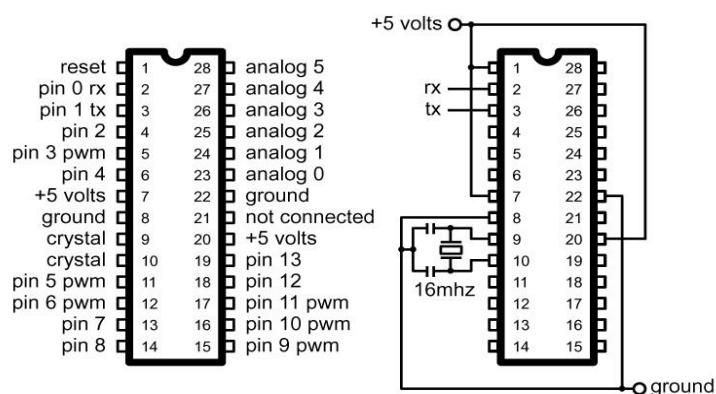 +5 volts
reset 1 28 analog 5
pin 0 rx 2 27 analog 4
pin 1 tx 3 26 analog 3
pin 2 4 25 analog 2
pin 3 pwm 5 24 analog 1
pin 4 6 23 analog 0
+5 volts 7 22 ground
ground 8 21 not connected
crystal 9 20 +5 volts
crystal 10 19 pin 13
pin 5 pwm 11 18 pin 12
pin 6 pwm 12 17 pin 11 pwm
pin 7 13 16 pin 10 pwm
pin 8 14 15 pin 9 pwm
1 28
rx 2 27
tx 3 26
4 25
5 24
6 23
7 22
8 21
9 20
10 19
16mhz 11 18
12 17
13 16
14 15
ground